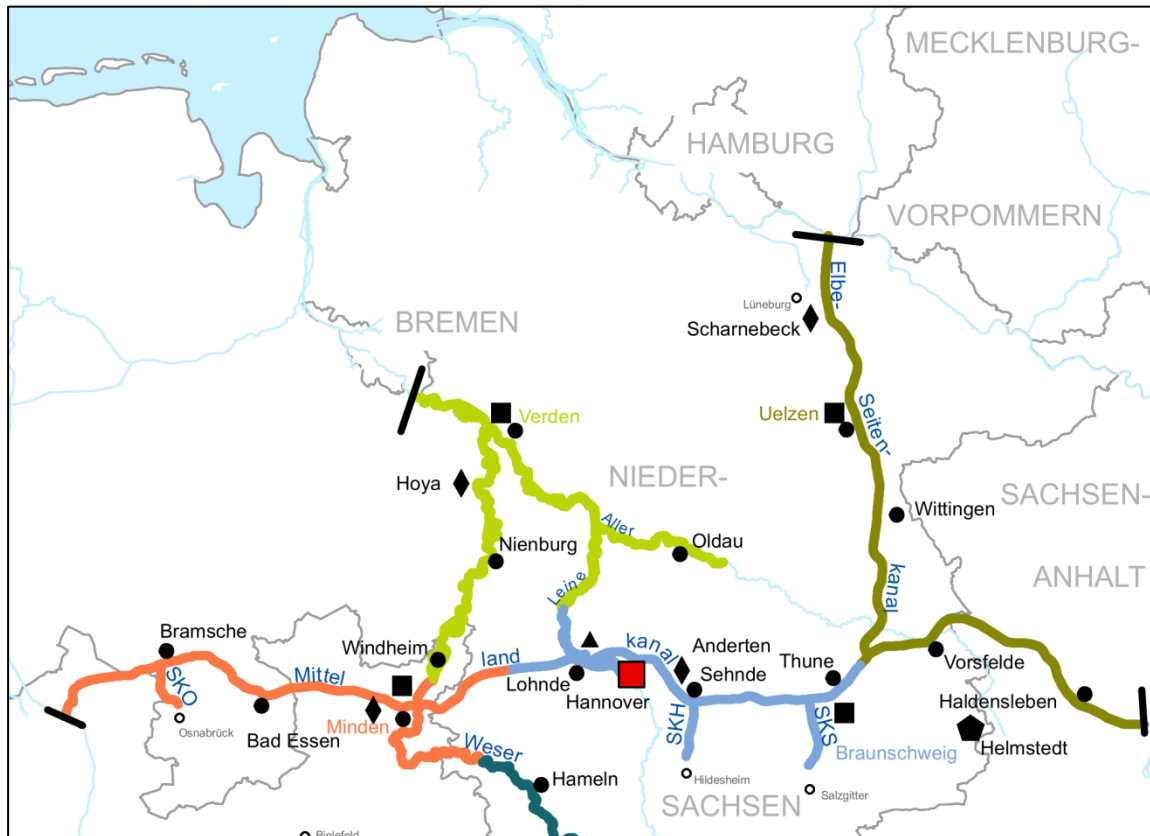 MECKLENBURG-
HAMBURG
VORPOMMERN
Elbe-
Lüneburg
Scharnebeck
BREMEN
Seiten-
Verden
Uelzen
Hoya
NIEDER-
SACHSEN-
Wittingen
Aller
Nienburg
Oldau
ANHALT
kanal
Leine
Bramsche
Windheim
kanal
Anderten
Mittel
land
Sehnde
Thune
Vorsfelde
SKO
Lohnde
Hannover
Haldensleben
Osnabrück
Minden
SKH
SKS
Bad Essen
Braunschweig
Helmstedt
Weser
Hameln
Hildesheim
SACHSEN
Salzgitter
Bielefeld